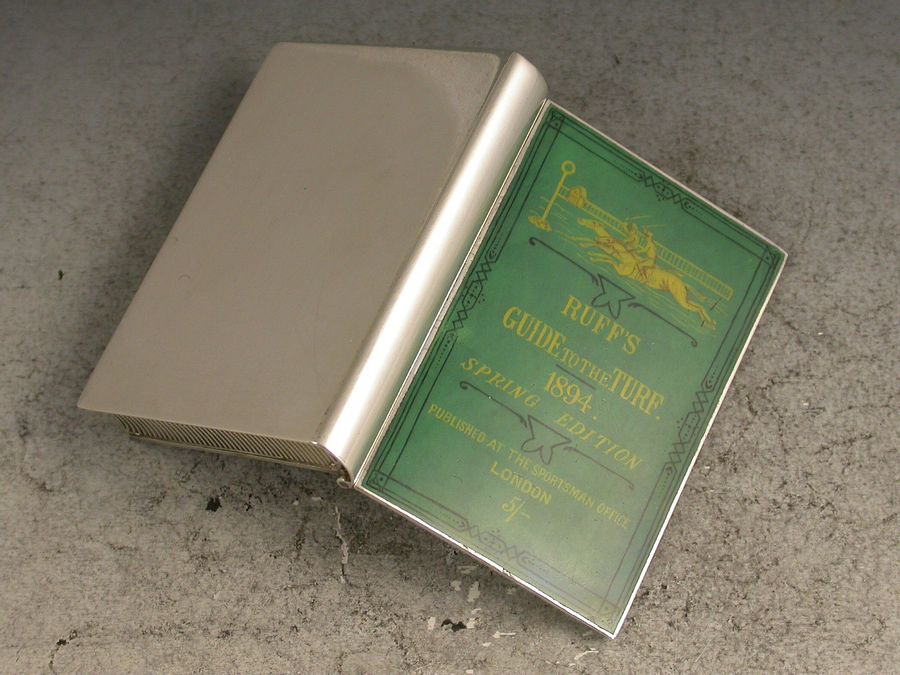 RUFF'S
GUIDE TO THE TURF.
1894.
SPRING EDITION
PUBLISHED AT THE SPORTSMAN OFFICE
LONDON
5/-